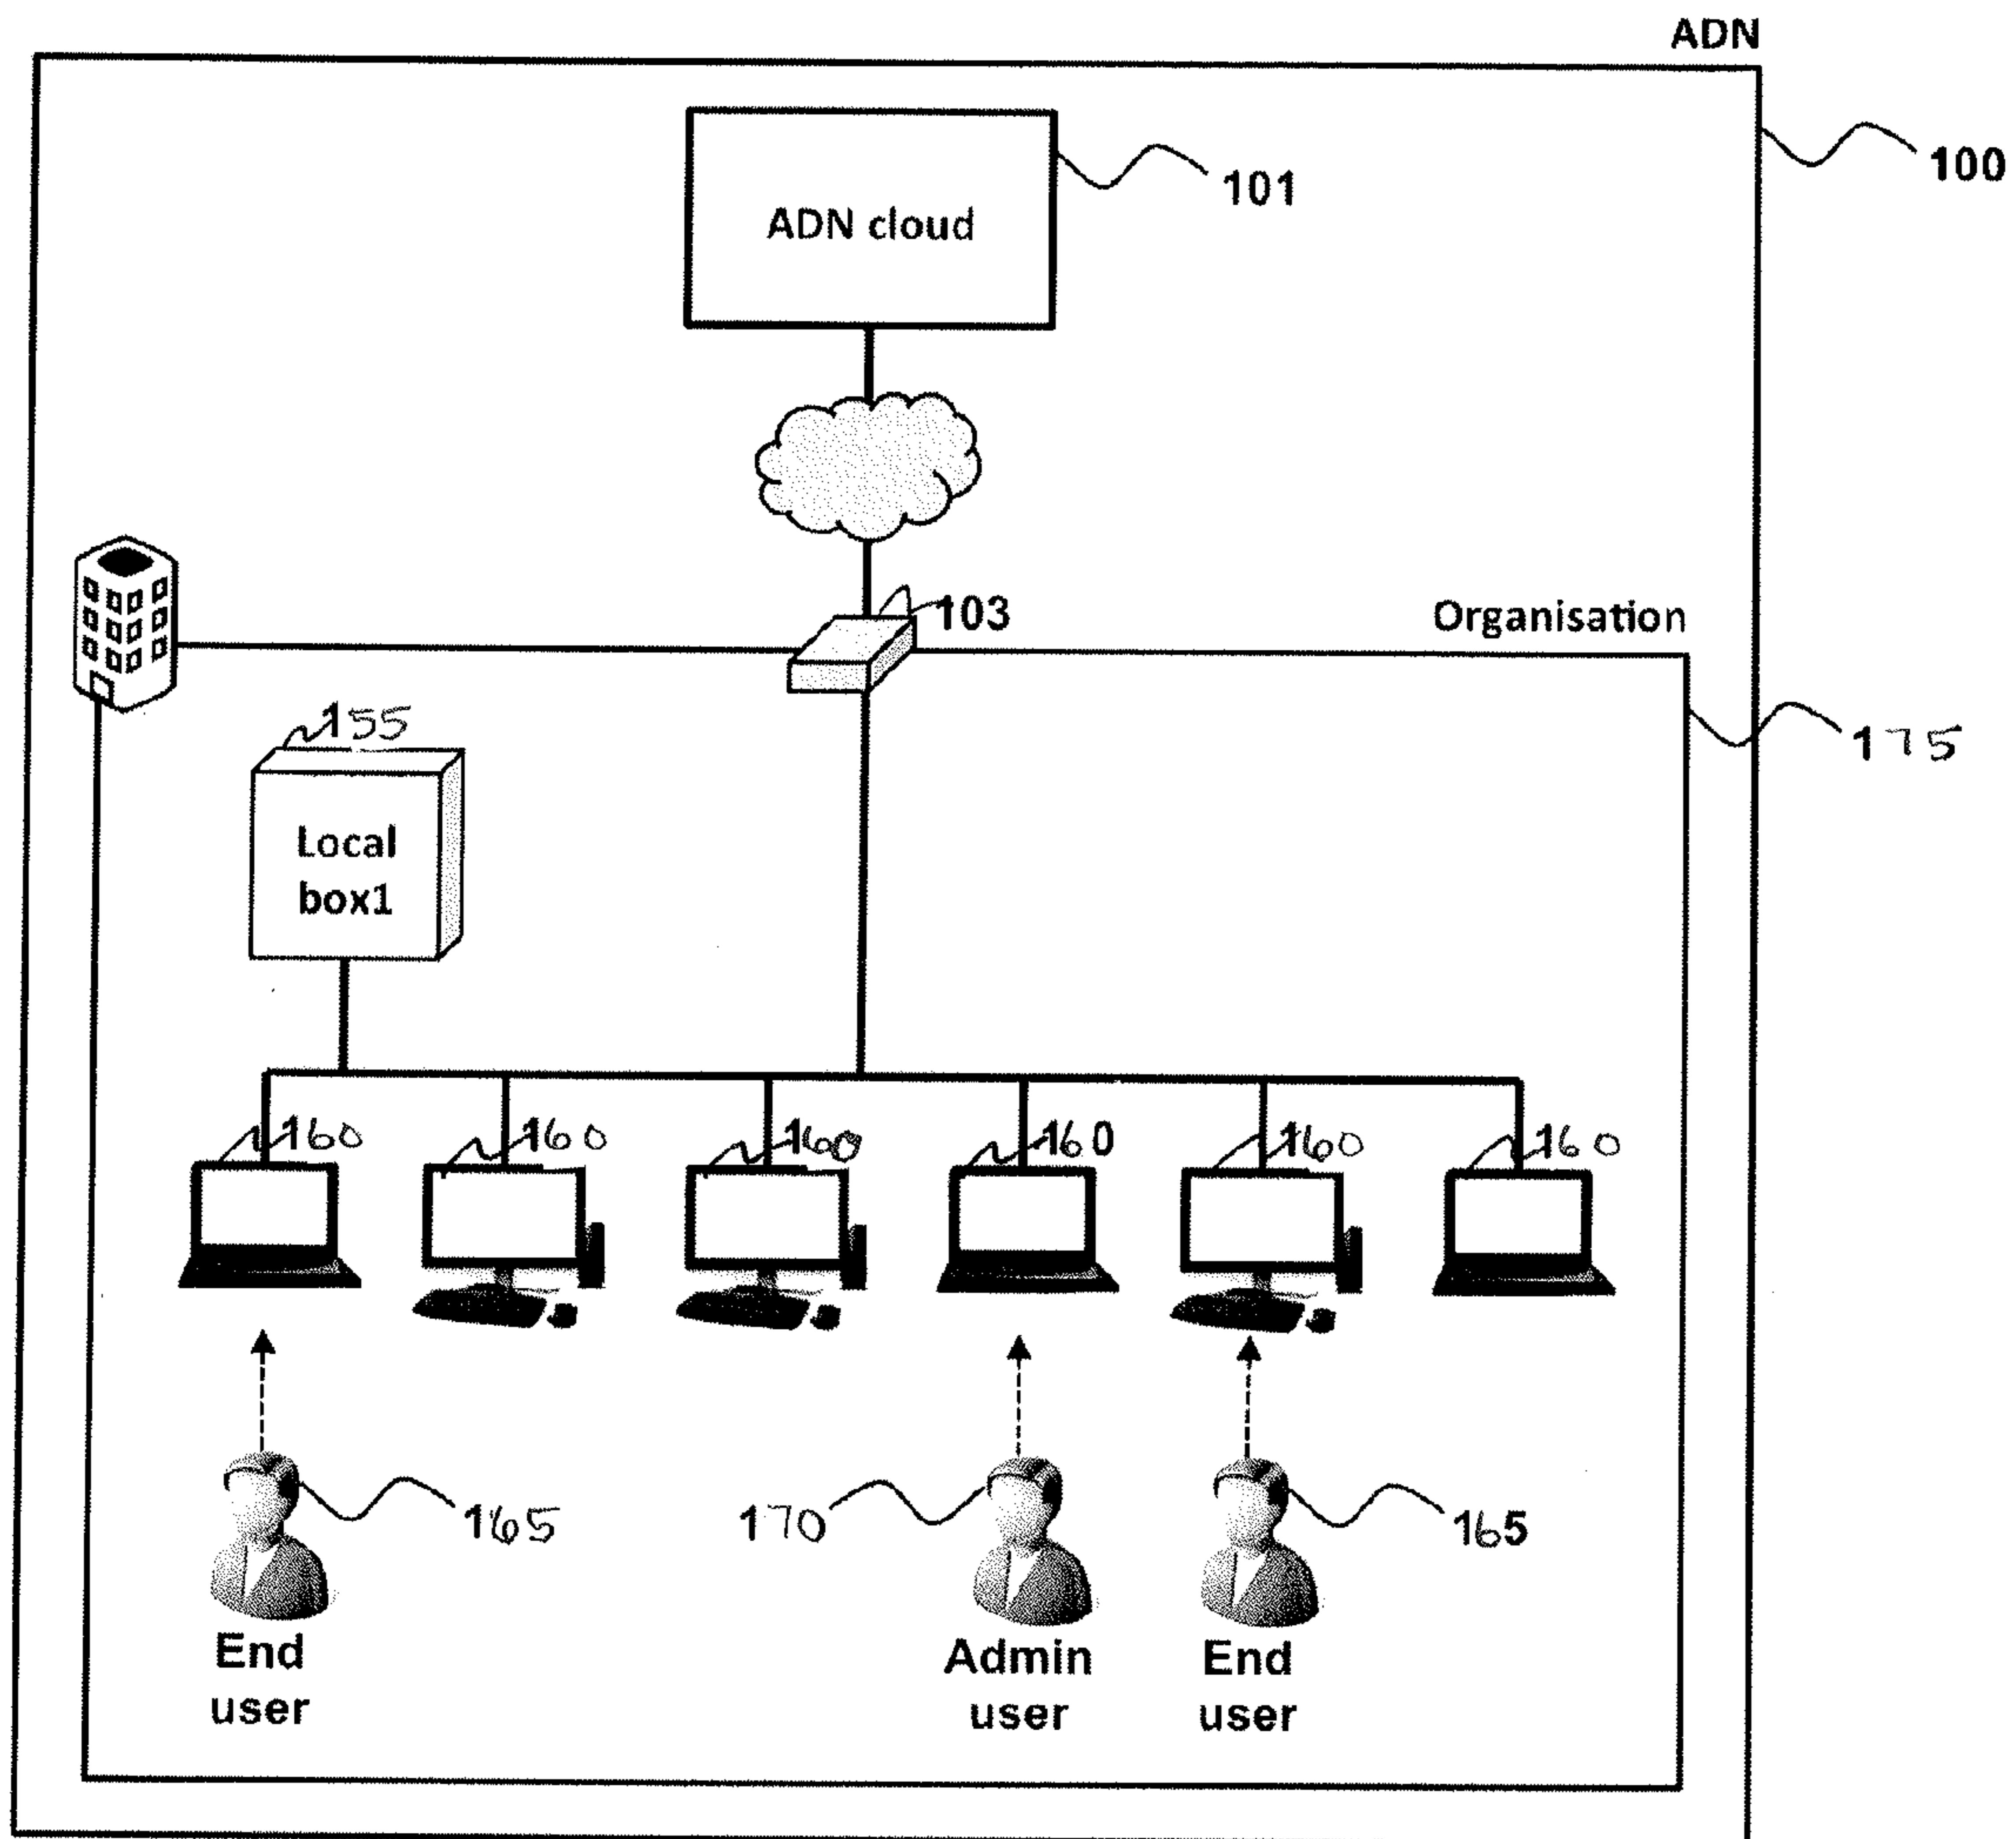 ADN
100
101
ADN cloud
103
Organisation
175
155
Local
box1
160 160 160 160 160 160
165
170
165
End
user
Admin
user
End
user